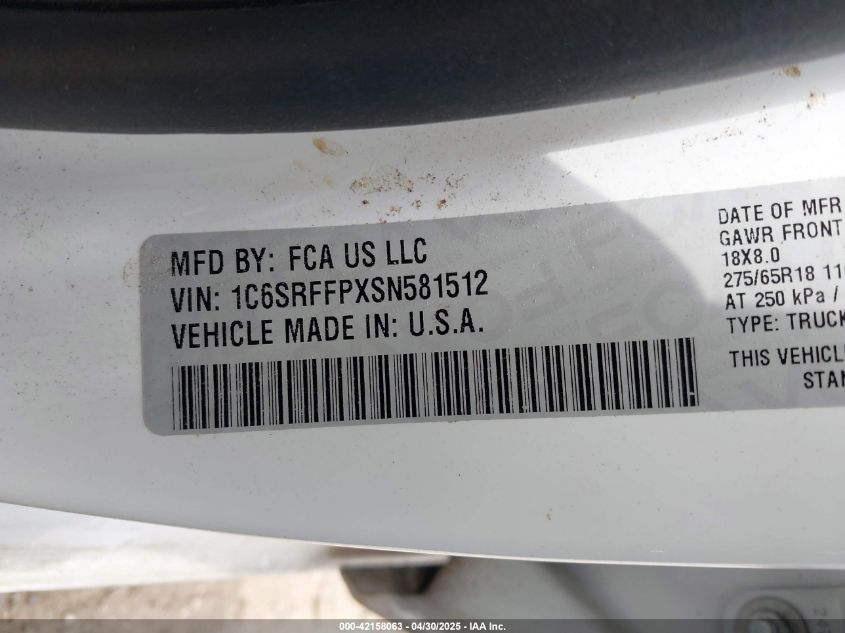 MFD BY: FCA US LLC
VIN: 1C6SRFFPXSN581512
VEHICLE MADE IN: U.S.A.
DATE OF MFR
GAWR FRONT
18X8.0
275/65R18 11
AT 250 kPa /
TYPE: TRUCK
THIS VEHICL
STAN
000-42158063 - 04/30/2025 - IAA Inc.